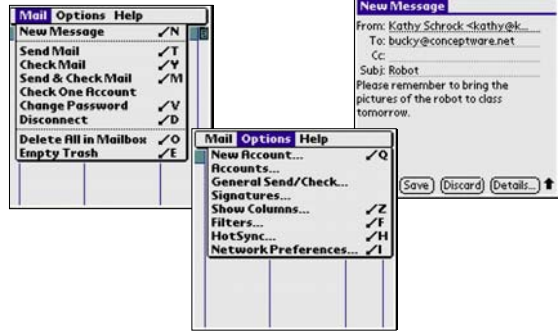 Mail Options Help
New Message /N
Send Mail /T
Check Mail /Y
Send & Check Mail /M
Check One Account
Change Password /V
Disconnect /D
Delete All in Mailbox /O
Empty Trash /E
Mail Options Help
New Account... /Q
Accounts...
General Send/Check...
Signatures...
Show Columns... /Z
Filters... /F
HotSync... /H
Network Preferences... /I
New Message
From: Kathy Schrock <kathy@k...
To: bucky@conceptware.net
Cc:
Subj: Robot
Please remember to bring the
pictures of the robot to class
tomorrow.
Save Discard Details...